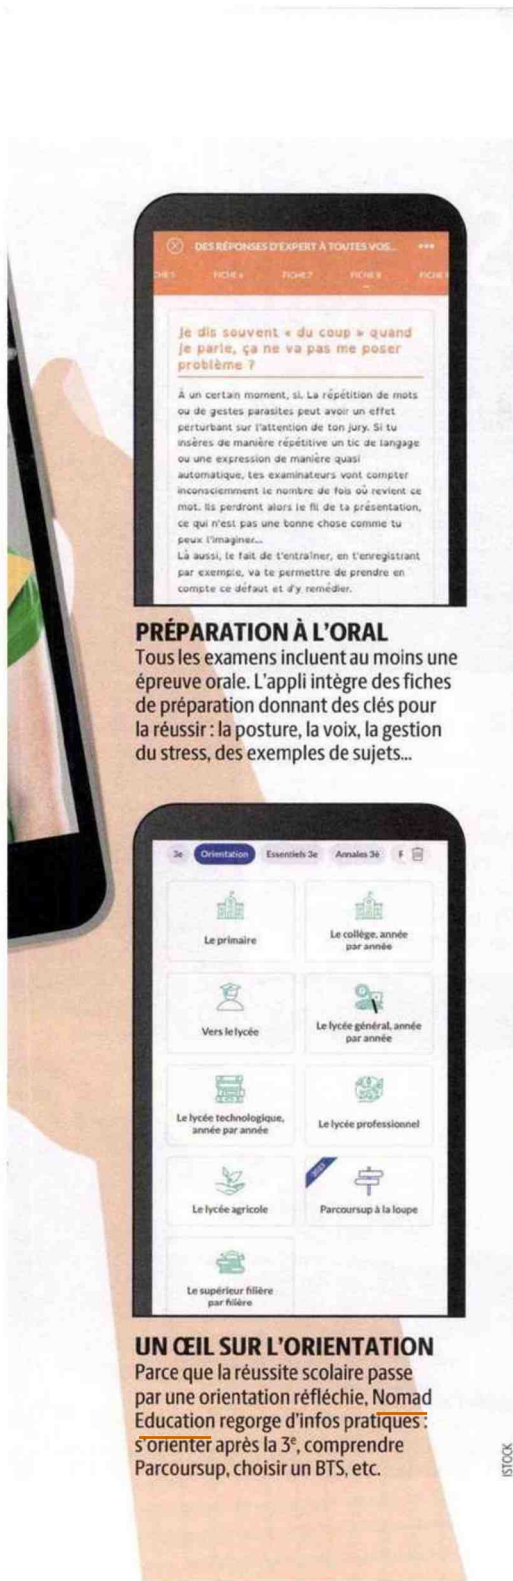 DES RÉPONSES D'EXPERT À TOUTES VOS...
FICHE 6 FICHE 7 FICHE 8 FICHE 9
Je dis souvent « du coup » quand
je parle, ça ne va pas me poser
problème ?
À un certain moment, si. La répétition de mots
ou de gestes parasites peut avoir un effet
perturbant sur l'attention de ton jury. Si tu
insères de manière répétitive un tic de langage
ou une expression de manière quasi
automatique, les examinateurs vont compter
inconsciemment le nombre de fois où revient ce
mot. Ils perdront alors le fil de ta présentation,
ce qui n'est pas une bonne chose comme tu
peux l'imaginer...
Là aussi, le fait de t'entraîner, en t'enregistrant
par exemple, va te permettre de prendre en
compte ce défaut et d'y remédier.
PRÉPARATION À L'ORAL
Tous les examens incluent au moins une
épreuve orale. L'appli intègre des fiches
de préparation donnant des clés pour
la réussir : la posture, la voix, la gestion
du stress, des exemples de sujets...
3e Orientation Essentiels 3e Annales 3e F
Le primaire
Le collège, année
par année
Vers le lycée
Le lycée général, année
par année
Le lycée technologique,
année par année
Le lycée professionnel
Le lycée agricole
2023
Parcoursup à la loupe
Le supérieur filière
par filière
UN ŒIL SUR L'ORIENTATION
Parce que la réussite scolaire passe
par une orientation réfléchie, Nomad
Education regorge d'infos pratiques :
s'orienter après la 3e, comprendre
Parcoursup, choisir un BTS, etc.
ISTOCK